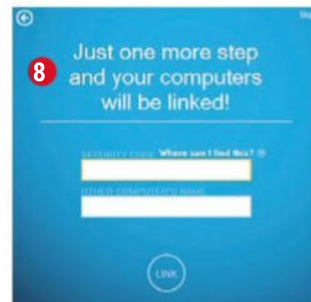 8
Just one more step
and your computers
will be linked!
SECURITY CODE Where can I find this?
OTHER COMPUTER'S NAME
LINK